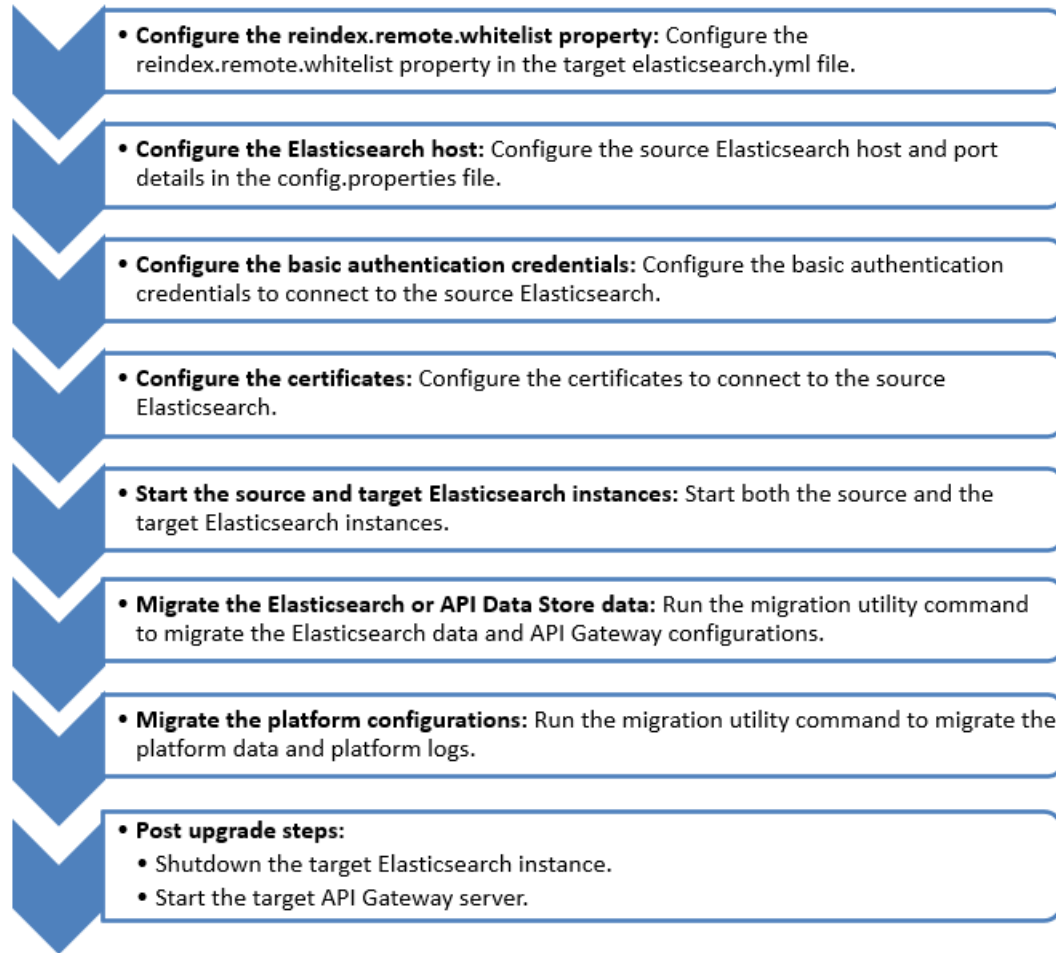 • Configure the reindex.remote.whitelist property: Configure the
reindex.remote.whitelist property in the target elasticsearch.yml file.
• Configure the Elasticsearch host: Configure the source Elasticsearch host and port
details in the config.properties file.
• Configure the basic authentication credentials: Configure the basic authentication
credentials to connect to the source Elasticsearch.
• Configure the certificates: Configure the certificates to connect to the source
Elasticsearch.
• Start the source and target Elasticsearch instances: Start both the source and the
target Elasticsearch instances.
• Migrate the Elasticsearch or API Data Store data: Run the migration utility command
to migrate the Elasticsearch data and API Gateway configurations.
• Migrate the platform configurations: Run the migration utility command to migrate the
platform data and platform logs.
• Post upgrade steps:
• Shutdown the target Elasticsearch instance.
• Start the target API Gateway server.